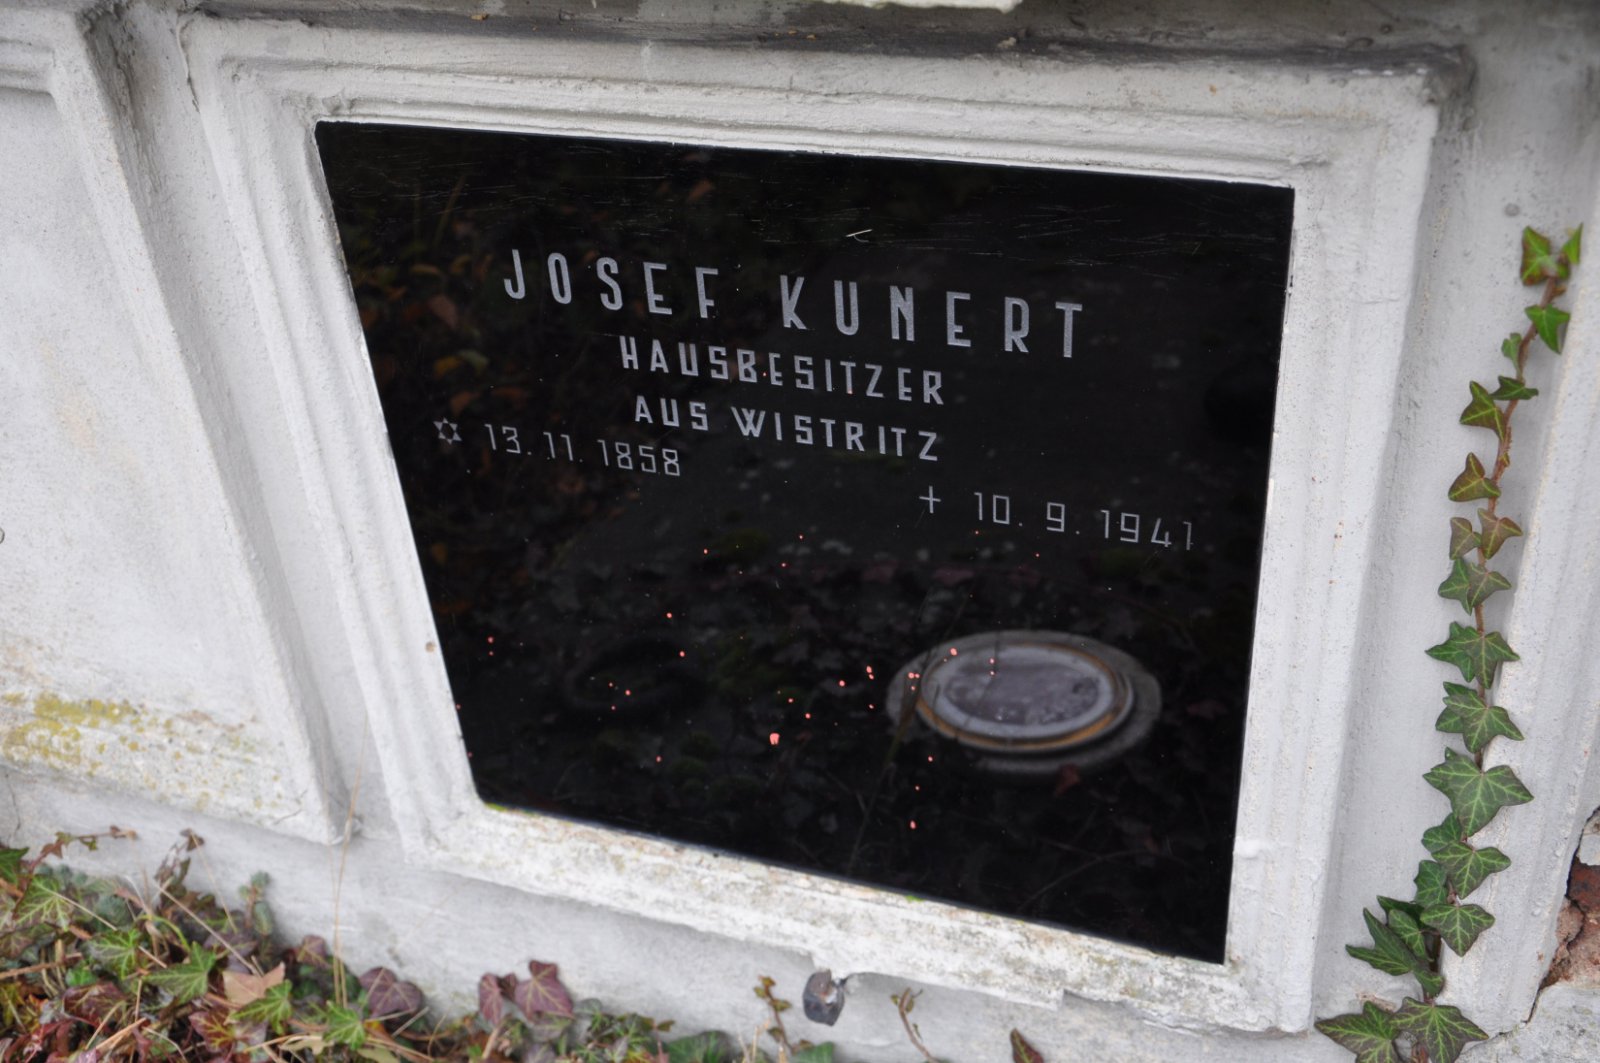 JOSEF KUNERT
HAUSBESITZER
AUS WISTRITZ
✡ 13. 11. 1858
+ 10. 9. 1941